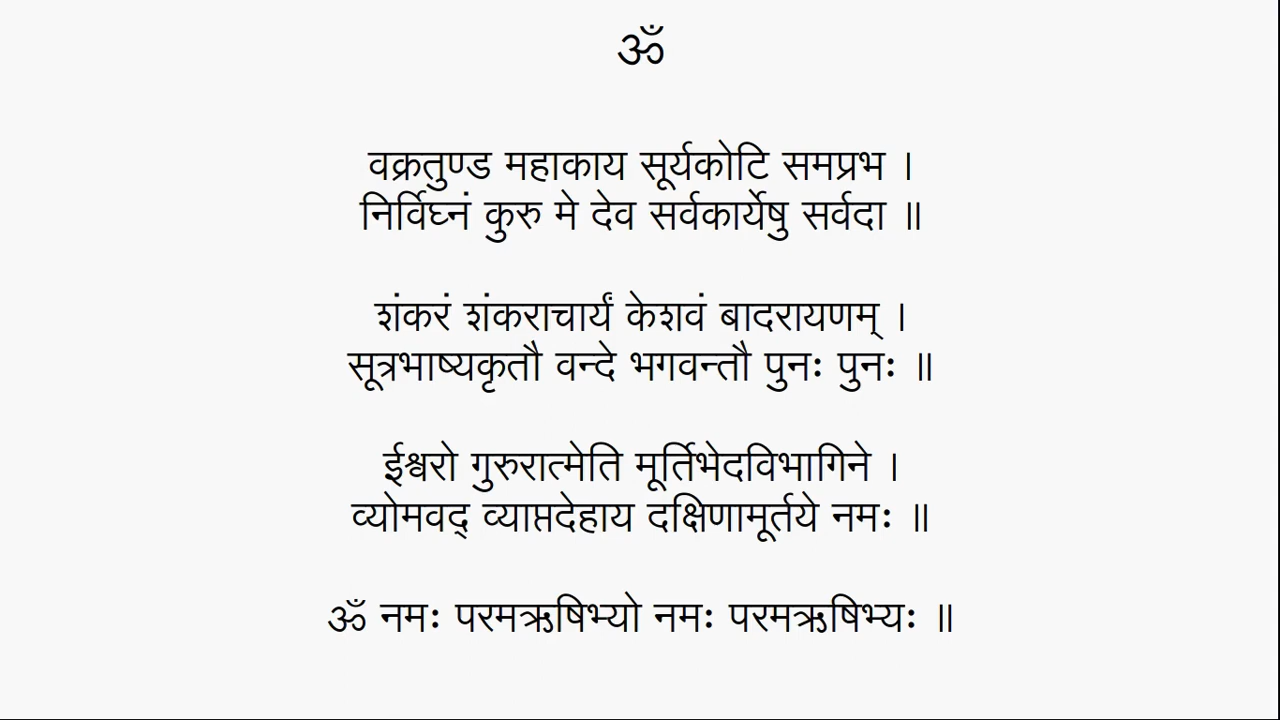 ॐ
वक्रतुण्ड महाकाय सूर्यकोटि समप्रभ ।
निर्विघ्नं कुरु मे देव सर्वकार्येषु सर्वदा ॥
शंकरं शंकराचार्यं केशवं बादरायणम् ।
सूत्रभाष्यकृतौ वन्दे भगवन्तौ पुनः पुनः ॥
ईश्वरो गुरुरात्मेति मूर्तिभेदविभागिने ।
व्योमवद् व्याप्तदेहाय दक्षिणामूर्तये नमः ॥
ॐ नमः परमऋषिभ्यो नमः परमऋषिभ्यः ॥